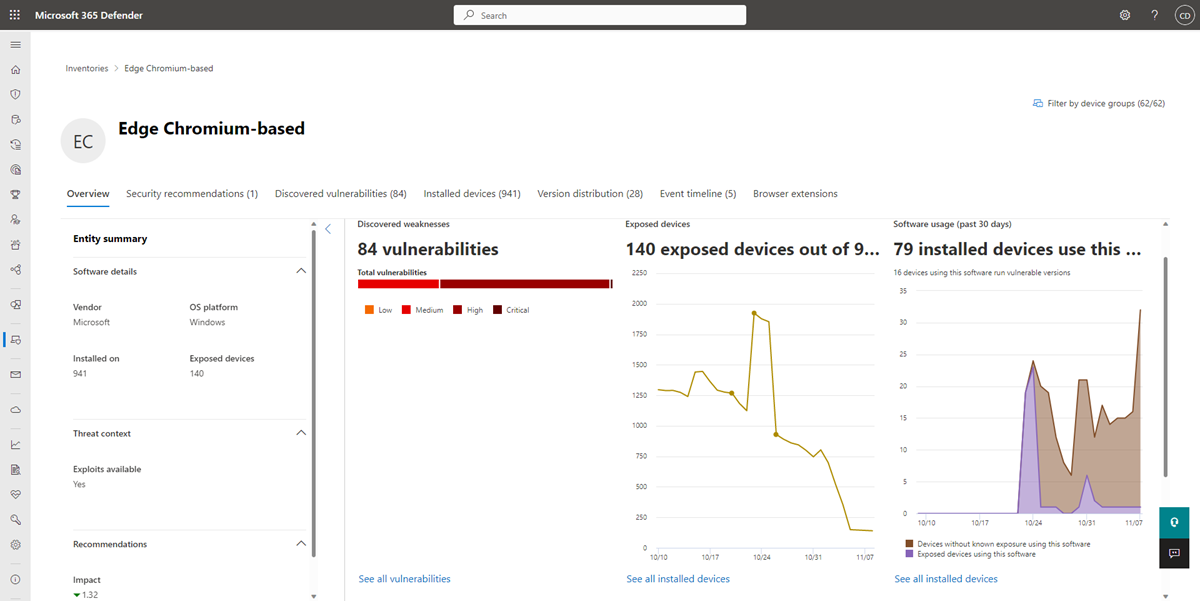 Microsoft 365 Defender
Search
?
CD
Inventories > Edge Chromium-based
Filter by device groups (62/62)
EC
Edge Chromium-based
Overview
Security recommendations (1)
Discovered vulnerabilities (84)
Installed devices (941)
Version distribution (28)
Event timeline (5)
Browser extensions
Entity summary
Software details
Vendor
OS platform
Microsoft
Windows
Installed on
Exposed devices
941
140
Threat context
Exploits available
Yes
Recommendations
Impact
1.32
Discovered weaknesses
84 vulnerabilities
Total vulnerabilities
Low
Medium
High
Critical
See all vulnerabilities
Exposed devices
140 exposed devices out of 9...
2250
2000
1750
1500
1250
1000
750
500
250
0
10/10
10/17
10/24
10/31
11/07
See all installed devices
Software usage (past 30 days)
79 installed devices use this ...
16 devices using this software run vulnerable versions
35
30
25
20
15
10
5
0
10/10
10/17
10/24
10/31
11/07
Devices without known exposure using this software
Exposed devices using this software
See all installed devices